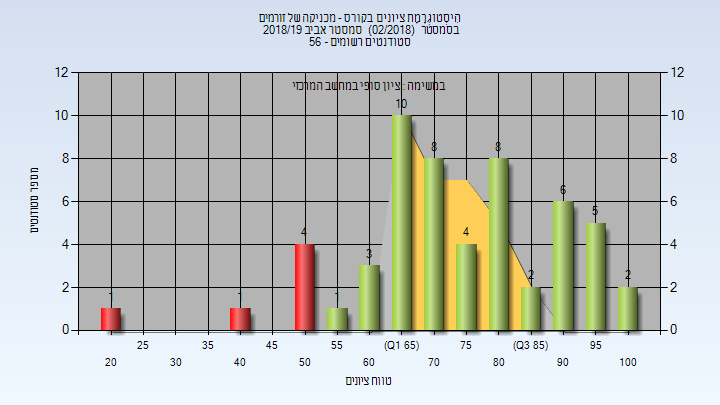 היסטוגרמת ציונים בקורס - מכניקה של זורמים
בסמסטר (02/2018) סמסטר אביב 2018/19
סטודנטים רשומים - 56
במשימה : ציון סופי במחשב המרכזי
מספר סטודנטים
12 12
10 10
8 8
6 6
4 4
2 2
0 0
1 1 4 1 3 10 8 4 8 2 6 5 2
25 35 45 55 (Q1 65) 75 (Q3 85) 95
20 30 40 50 60 70 80 90 100
טווח ציונים